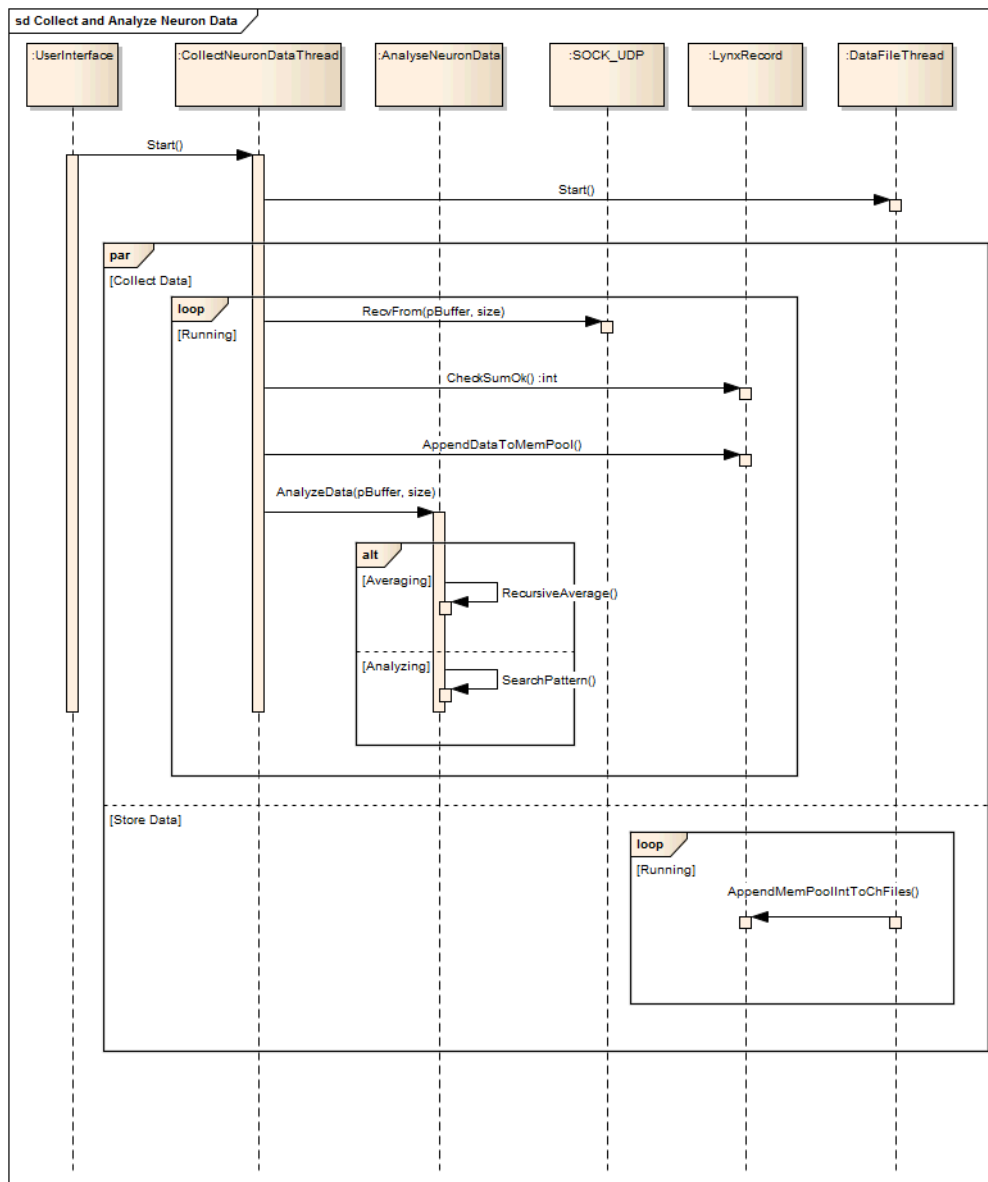 sd Collect and Analyze Neuron Data
:UserInterface
:CollectNeuronDataThread
:AnalyseNeuronData
:SOCK_UDP
:LynxRecord
:DataFileThread
Start()
Start()
par
[Collect Data]
loop
[Running]
RecvFrom(pBuffer, size)
CheckSumOk() :int
AppendDataToMemPool()
AnalyzeData(pBuffer, size)
alt
[Averaging]
RecursiveAverage()
[Analyzing]
SearchPattern()
[Store Data]
loop
[Running]
AppendMemPoolIntToChFiles()